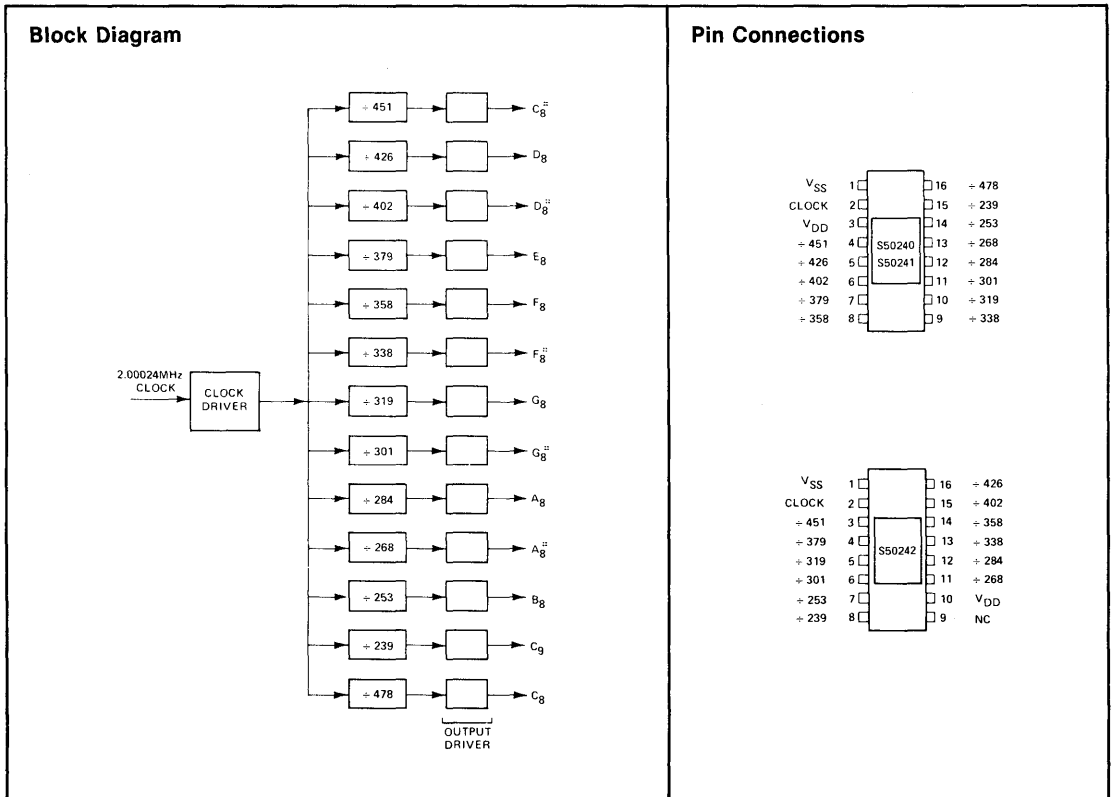 Block Diagram
2.00024MHz
CLOCK
CLOCK
DRIVER
÷ 451 C8#
÷ 426 D8
÷ 402 D8#
÷ 379 E8
÷ 358 F8
÷ 338 F8#
÷ 319 G8
÷ 301 G8#
÷ 284 A8
÷ 268 A8#
÷ 253 B8
÷ 239 C9
÷ 478 C8
OUTPUT
DRIVER
Pin Connections
VSS 1 16 ÷ 478
CLOCK 2 15 ÷ 239
VDD 3 14 ÷ 253
÷ 451 4 S50240 13 ÷ 268
÷ 426 5 S50241 12 ÷ 284
÷ 402 6 11 ÷ 301
÷ 379 7 10 ÷ 319
÷ 358 8 9 ÷ 338
VSS 1 16 ÷ 426
CLOCK 2 15 ÷ 402
÷ 451 3 14 ÷ 358
÷ 379 4 13 ÷ 338
÷ 319 5 S50242 12 ÷ 284
÷ 301 6 11 ÷ 268
÷ 253 7 10 VDD
÷ 239 8 9 NC